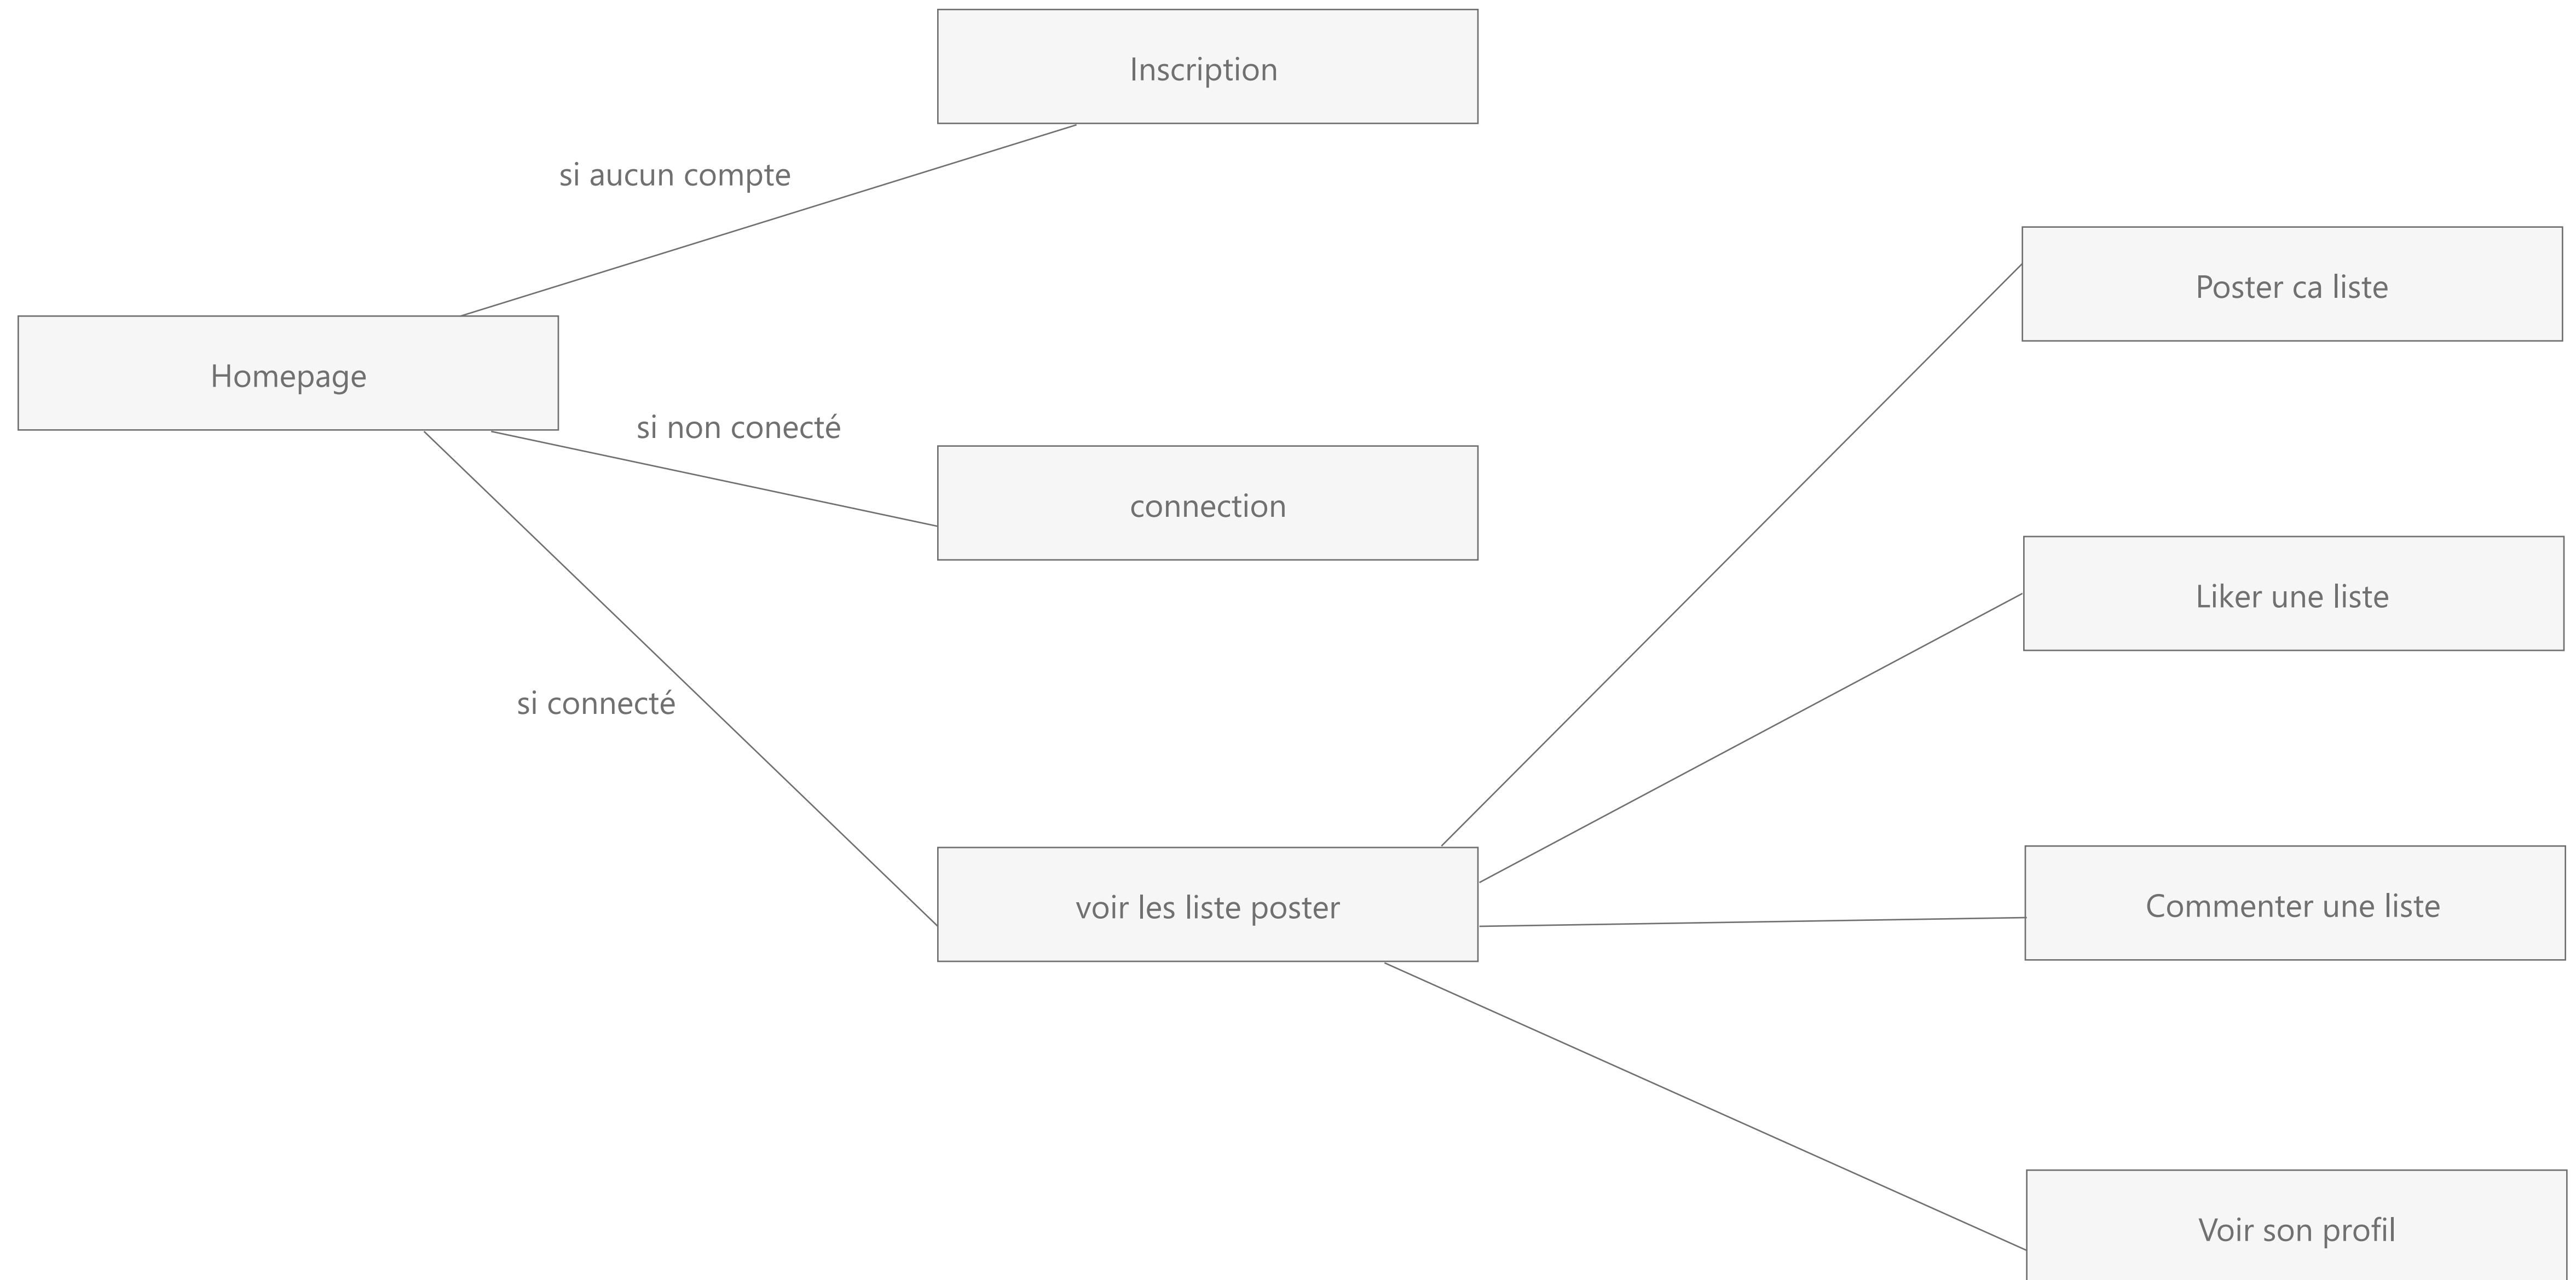 Inscription
si aucun compte
Poster ca liste
Homepage
si non conecté
connection
Liker une liste
si connecté
voir les liste poster
Commenter une liste
Voir son profil